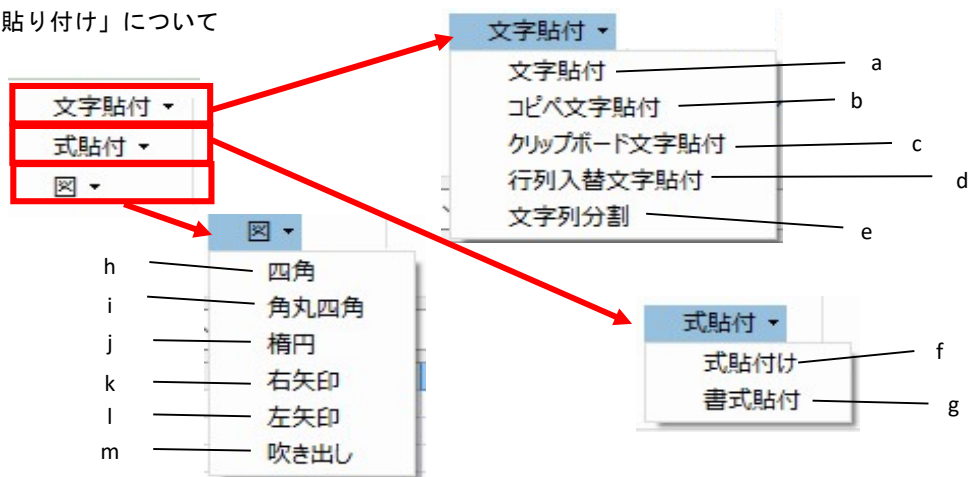 貼り付け」について
文字貼付
式貼付
図
文字貼付
文字貼付
a
コピペ文字貼付
b
クリップボード文字貼付
c
行列入替文字貼付
d
文字列分割
e
図
h
四角
i
角丸四角
j
楕円
k
右矢印
l
左矢印
m
吹き出し
式貼付
式貼付け
f
書式貼付
g